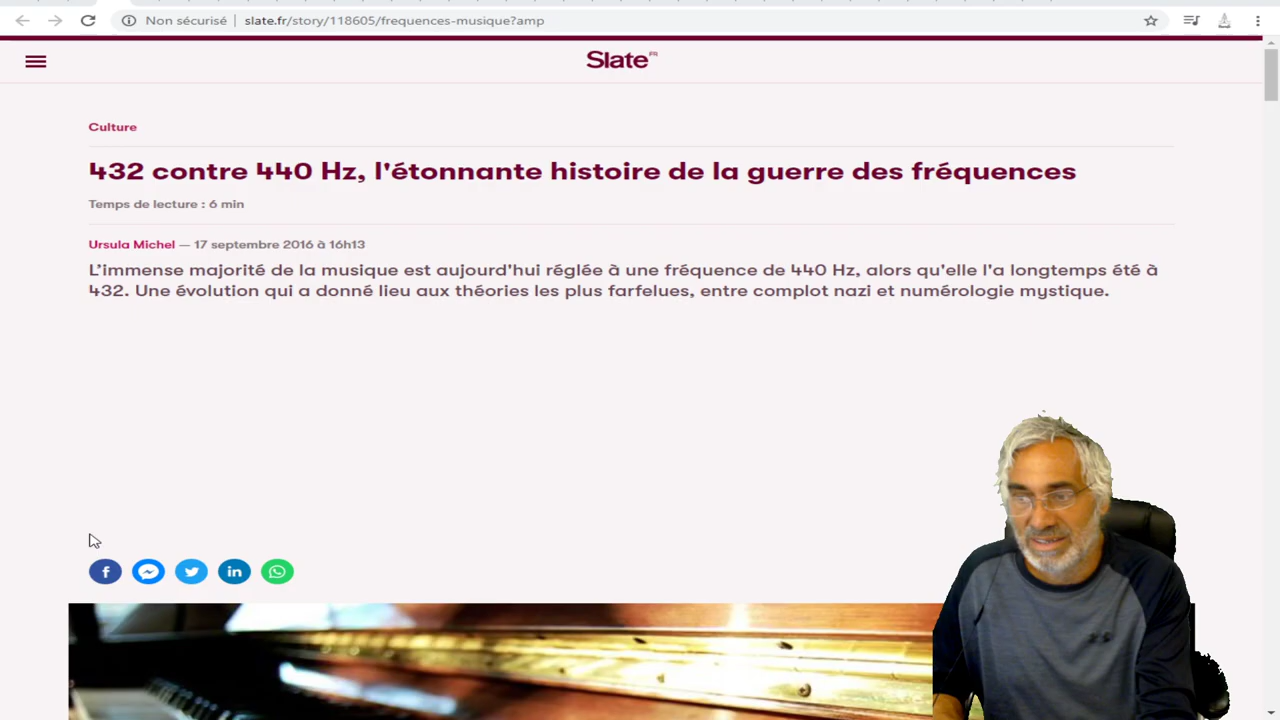 Non sécurisé | slate.fr/story/118605/frequences-musique?amp
Slate FR
Culture
432 contre 440 Hz, l'étonnante histoire de la guerre des fréquences
Temps de lecture : 6 min
Ursula Michel — 17 septembre 2016 à 16h13
L'immense majorité de la musique est aujourd'hui réglée à une fréquence de 440 Hz, alors qu'elle l'a longtemps été à
432. Une évolution qui a donné lieu aux théories les plus farfelues, entre complot nazi et numérologie mystique.